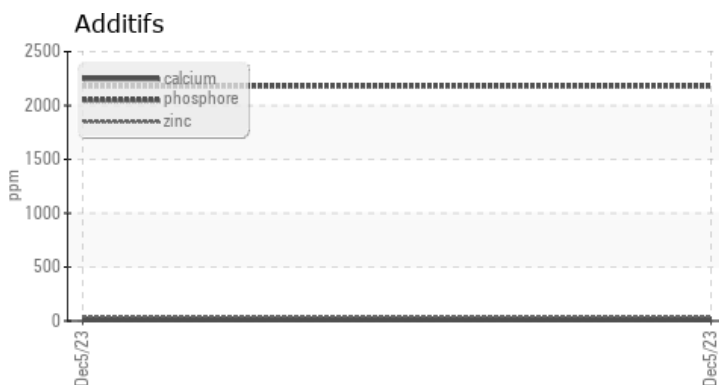 Additifs
2500
calcium
phosphore
zinc
2000
1500
ppm
1000
500
0
Dec5/23
Dec5/23